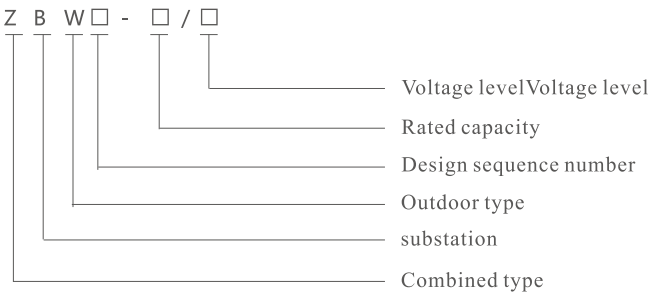 Z B W□ - □ / □
Voltage levelVoltage level
Rated capacity
Design sequence number
Outdoor type
substation
Combined type